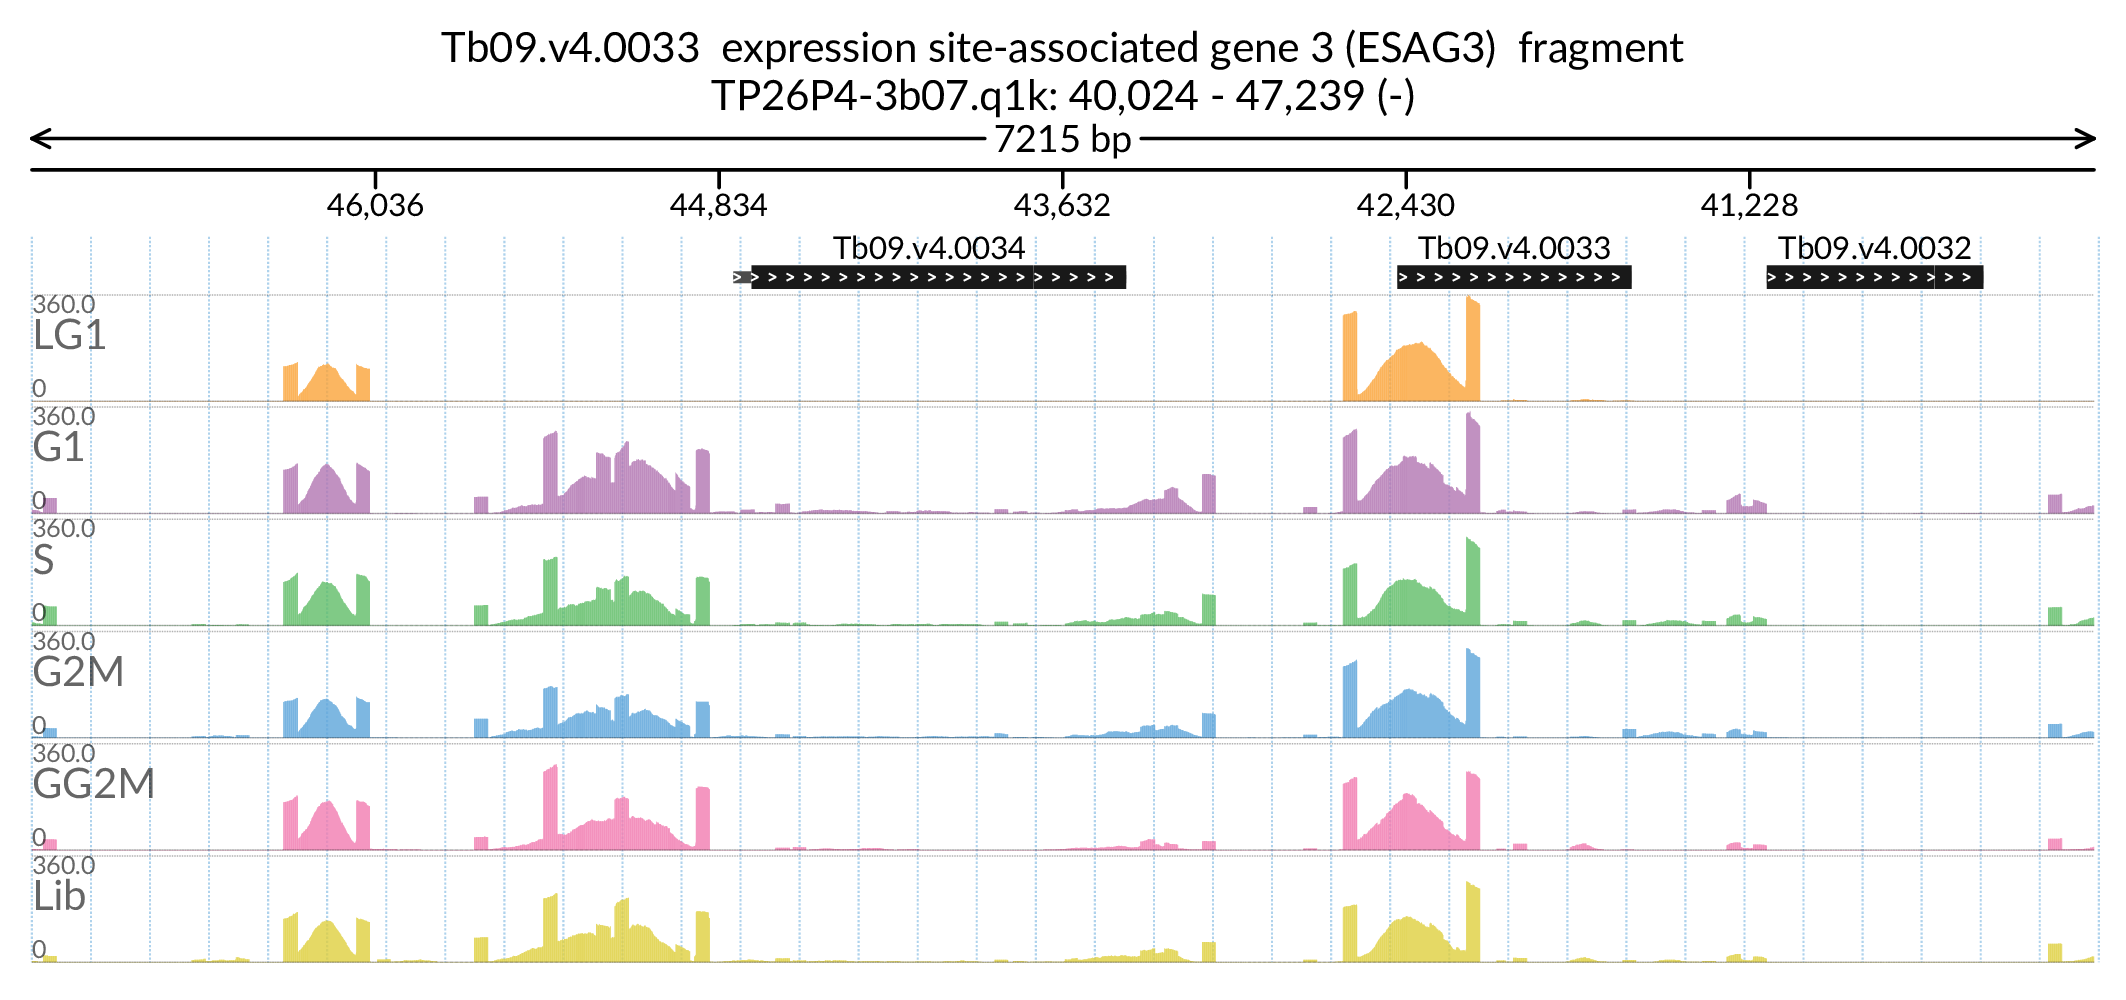 Tb09.v4.0033 expression site-associated gene 3 (ESAG3) fragment
TP26P4-3b07.q1k: 40,024 - 47,239 (-)
7215 bp
46,036 44,834 43,632 42,430 41,228
Tb09.v4.0034 Tb09.v4.0033 Tb09.v4.0032
360.0
LG1
0
360.0
G1
0
360.0
S
0
360.0
G2M
0
360.0
GG2M
0
360.0
Lib
0